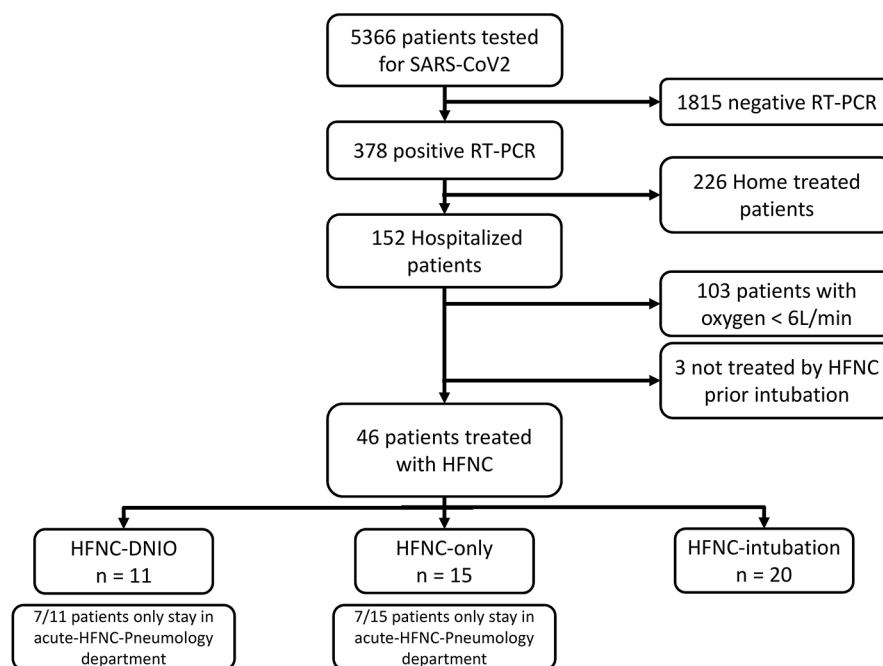 5366 patients tested
for SARS-CoV2
1815 negative RT-PCR
378 positive RT-PCR
226 Home treated
patients
152 Hospitalized
patients
103 patients with
oxygen < 6L/min
3 not treated by HFNC
prior intubation
46 patients treated
with HFNC
HFNC-DNIO
n = 11
HFNC-only
n = 15
HFNC-intubation
n = 20
7/11 patients only stay in
acute-HFNC-Pneumology
department
7/15 patients only stay in
acute-HFNC-Pneumology
department